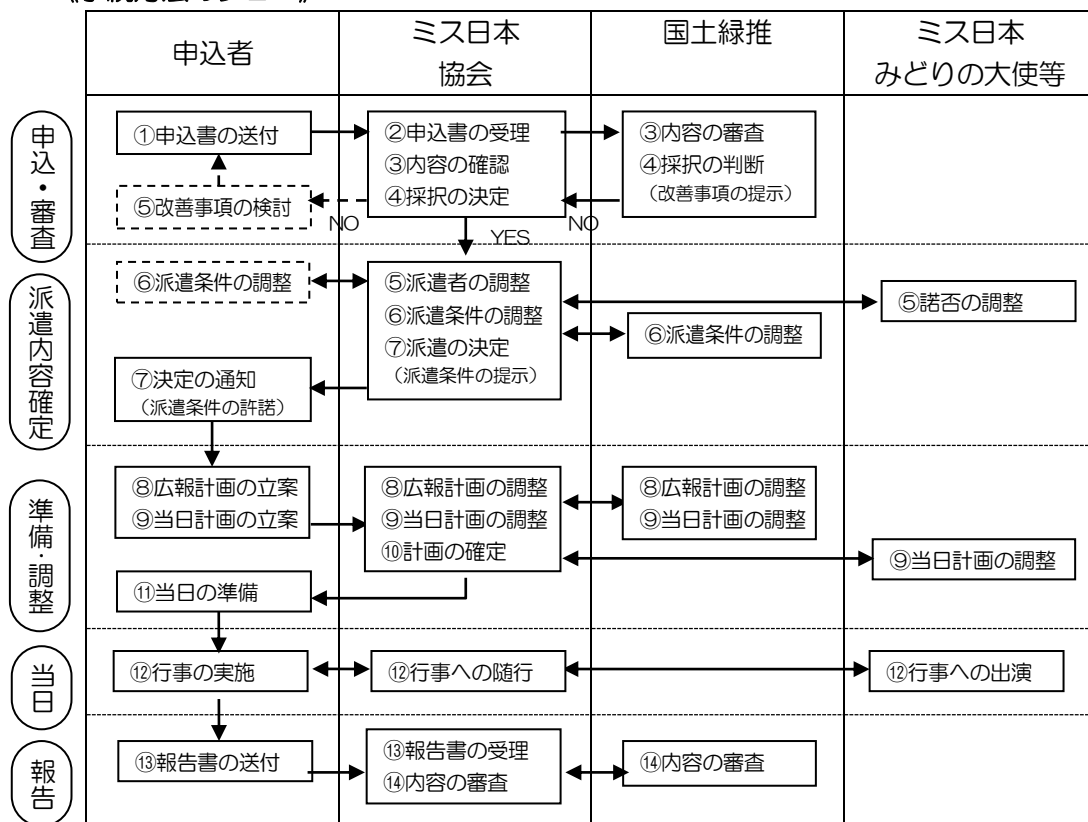 申込者
ミス日本
協会
国土緑推
ミス日本
みどりの大使等
申込・審査
①申込書の送付
②申込書の受理
③内容の確認
④採択の決定
③内容の審査
④採択の判断
（改善事項の提示）
⑤改善事項の検討
NO
NO
YES
派遣内容確定
⑥派遣条件の調整
⑤派遣者の調整
⑥派遣条件の調整
⑦派遣の決定
（派遣条件の提示）
⑤諾否の調整
⑥派遣条件の調整
⑦決定の通知
（派遣条件の許諾）
準備・調整
⑧広報計画の立案
⑨当日計画の立案
⑧広報計画の調整
⑨当日計画の調整
⑩計画の確定
⑧広報計画の調整
⑨当日計画の調整
⑨当日計画の調整
⑪当日の準備
当日
⑫行事の実施
⑫行事への随行
⑫行事への出演
報告
⑬報告書の送付
⑬報告書の受理
⑭内容の審査
⑭内容の審査